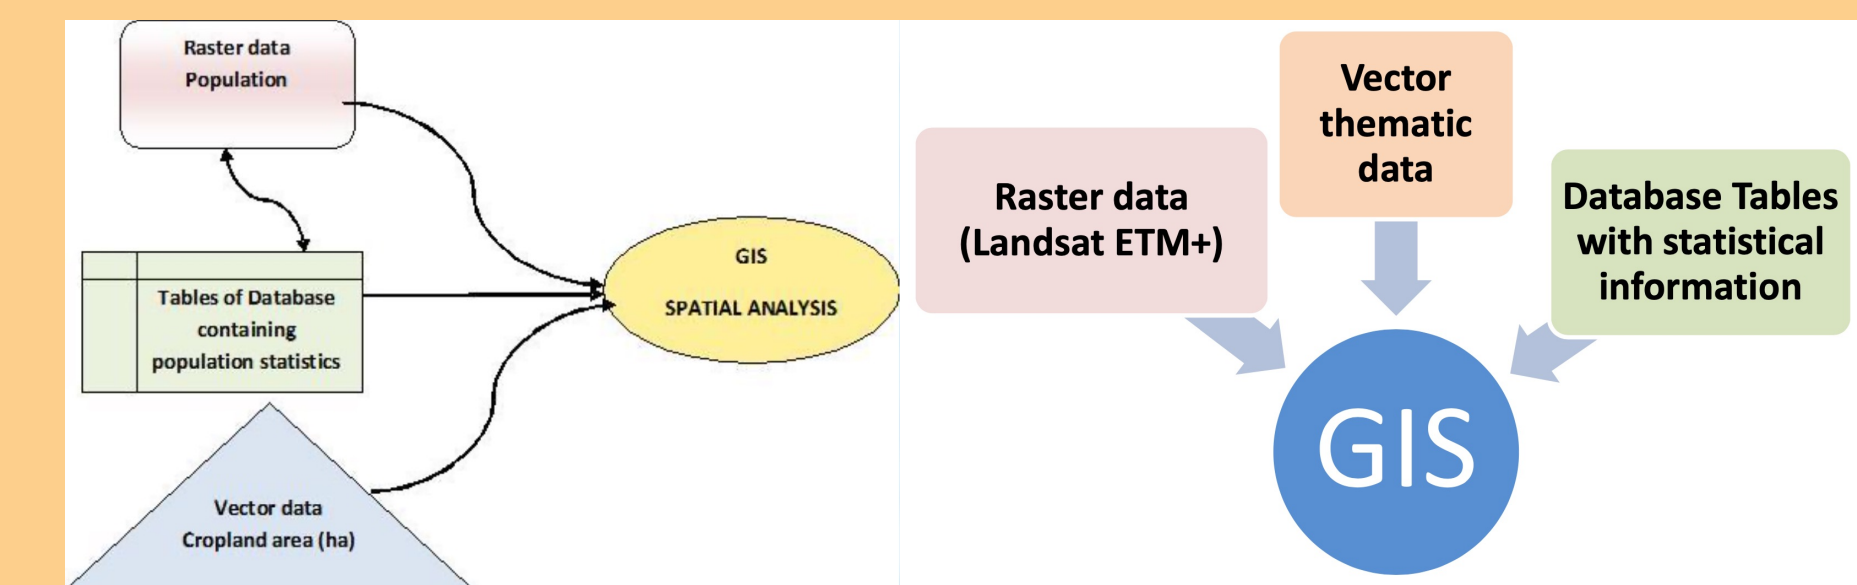 Raster data
Population
Tables of Database
containing
population statistics
Vector data
Cropland area (ha)
GIS
SPATIAL ANALYSIS
Raster data
(Landsat ETM+)
Vector
thematic
data
Database Tables
with statistical
information
GIS